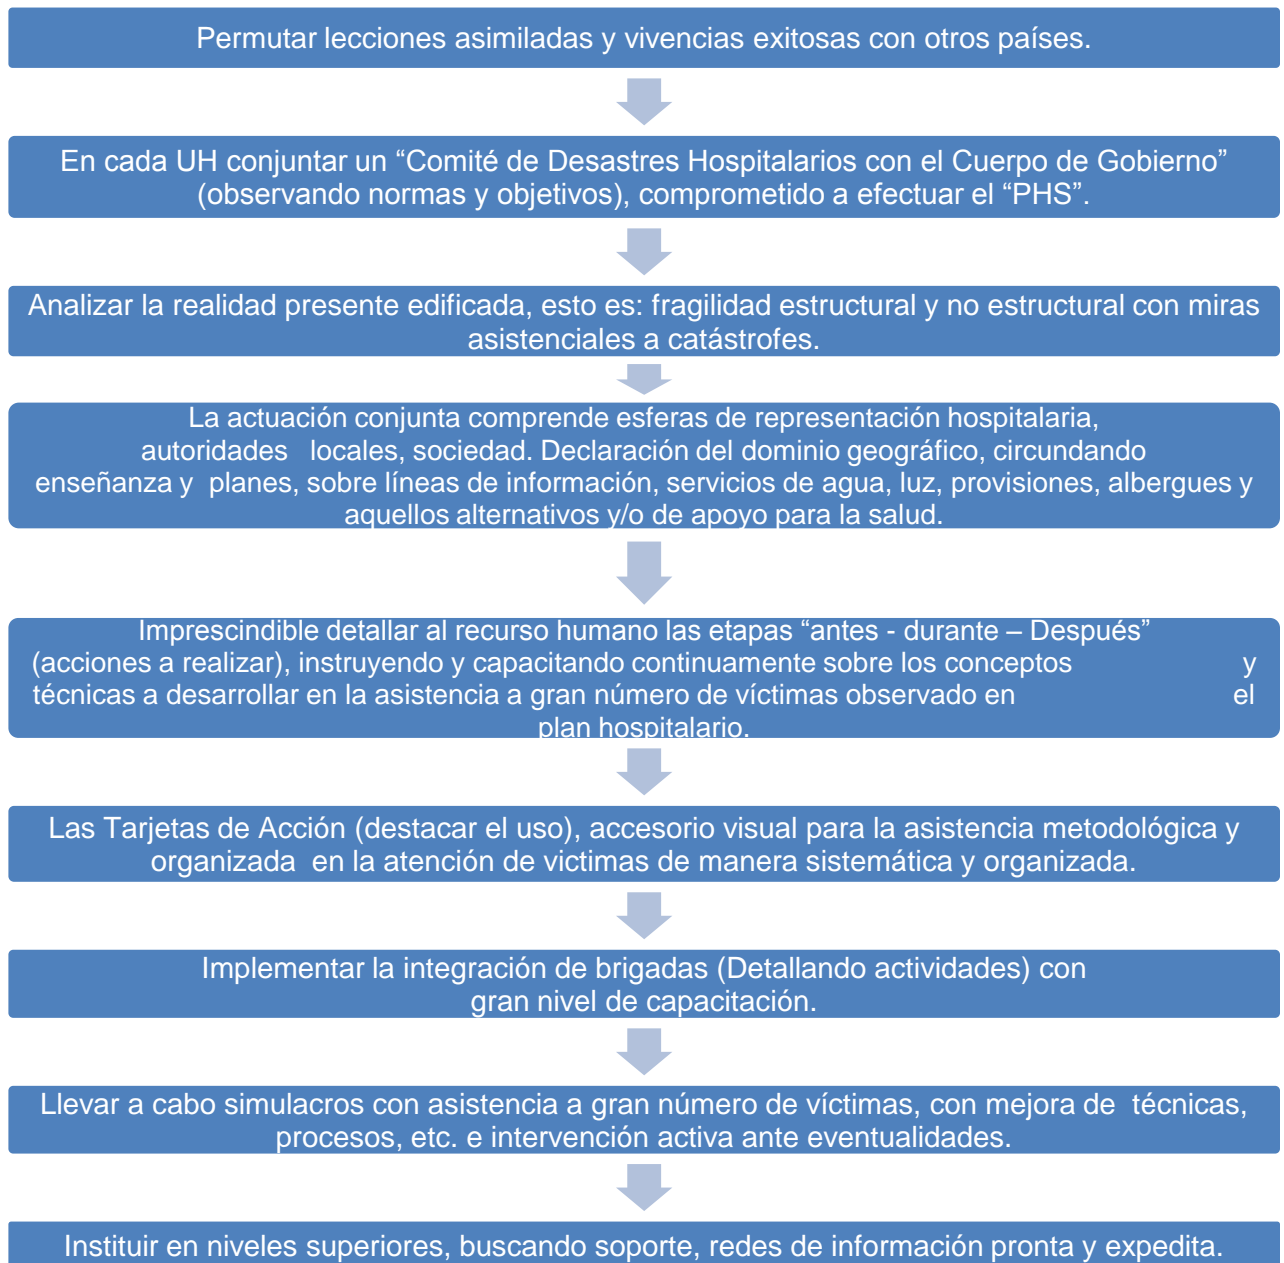 Permutar lecciones asimiladas y vivencias exitosas con otros países.
En cada UH conjuntar un “Comité de Desastres Hospitalarios con el Cuerpo de Gobierno”
(observando normas y objetivos), comprometido a efectuar el “PHS”.
Analizar la realidad presente edificada, esto es: fragilidad estructural y no estructural con miras
asistenciales a catástrofes.
La actuación conjunta comprende esferas de representación hospitalaria,
autoridades locales, sociedad. Declaración del dominio geográfico, circundando
enseñanza y planes, sobre líneas de información, servicios de agua, luz, provisiones, albergues y
aquellos alternativos y/o de apoyo para la salud.
Imprescindible detallar al recurso humano las etapas “antes - durante – Después”
(acciones a realizar), instruyendo y capacitando continuamente sobre los conceptos y
técnicas a desarrollar en la asistencia a gran número de víctimas observado en el
plan hospitalario.
Las Tarjetas de Acción (destacar el uso), accesorio visual para la asistencia metodológica y
organizada en la atención de victimas de manera sistemática y organizada.
Implementar la integración de brigadas (Detallando actividades) con
gran nivel de capacitación.
Llevar a cabo simulacros con asistencia a gran número de víctimas, con mejora de técnicas,
procesos, etc. e intervención activa ante eventualidades.
Instituir en niveles superiores, buscando soporte, redes de información pronta y expedita.